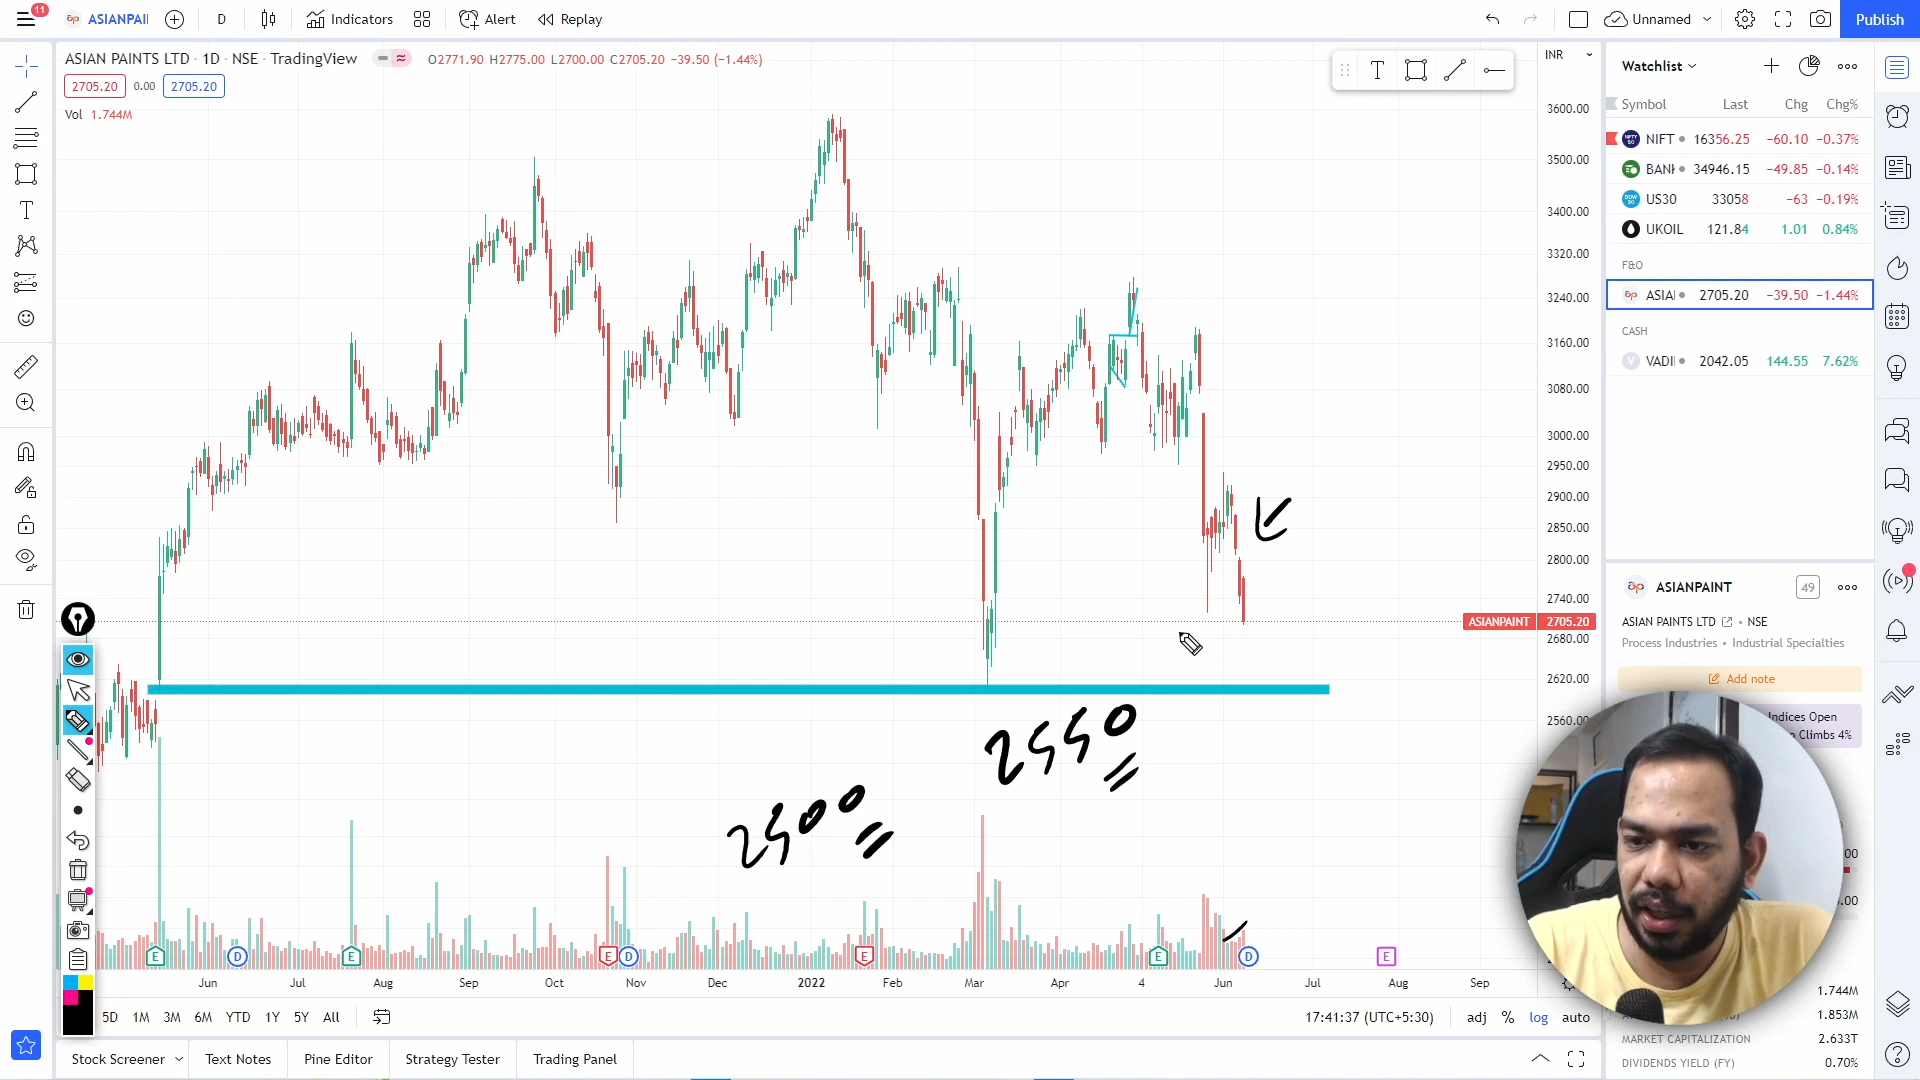 11
ASIANPAII
D
Indicators
Alert
Replay
Unnamed
Publish
ASIAN PAINTS LTD · 1D · NSE · TradingView
O2771.90 H2775.00 L2700.00 C2705.20 −39.50 (−1.44%)
2705.20 0.00 2705.20
Vol 1.744M
INR
3600.00
3500.00
3400.00
3320.00
3240.00
3160.00
3080.00
3000.00
2950.00
2900.00
2850.00
2800.00
2740.00
ASIANPAINT 2705.20
2680.00
2620.00
2560.00
2550
2500
E D E E D E E D E
Jun Jul Aug Sep Oct Nov Dec 2022 Feb Mar Apr 4 Jun Jul Aug Sep
5D 1M 3M 6M YTD 1Y 5Y All
17:41:37 (UTC+5:30) adj % log auto
Stock Screener Text Notes Pine Editor Strategy Tester Trading Panel
Watchlist
Symbol Last Chg Chg%
NIFT 16356.25 −60.10 −0.37%
BANK 34946.15 −49.85 −0.14%
US30 33058 −63 −0.19%
UKOIL 121.84 1.01 0.84%
F&O
ASIAI 2705.20 −39.50 −1.44%
CASH
V VADII 2042.05 144.55 7.62%
ASIANPAINT 49
ASIAN PAINTS LTD · NSE
Process Industries · Industrial Specialties
Add note
Indices Open
Climbs 4%
1.744M
1.853M
MARKET CAPITALIZATION 2.633T
DIVIDENDS YIELD (FY) 0.70%